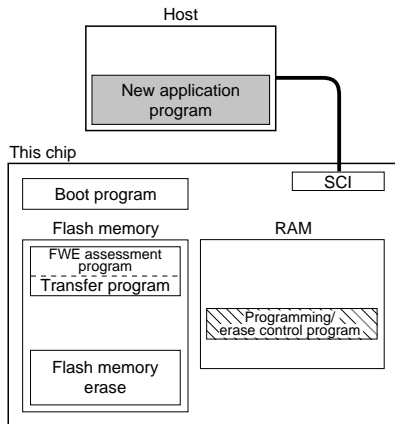 Host
New application
program
This chip
Boot program
SCI
Flash memory
RAM
FWE assessment
program
Transfer program
Programming/
erase control program
Flash memory
erase